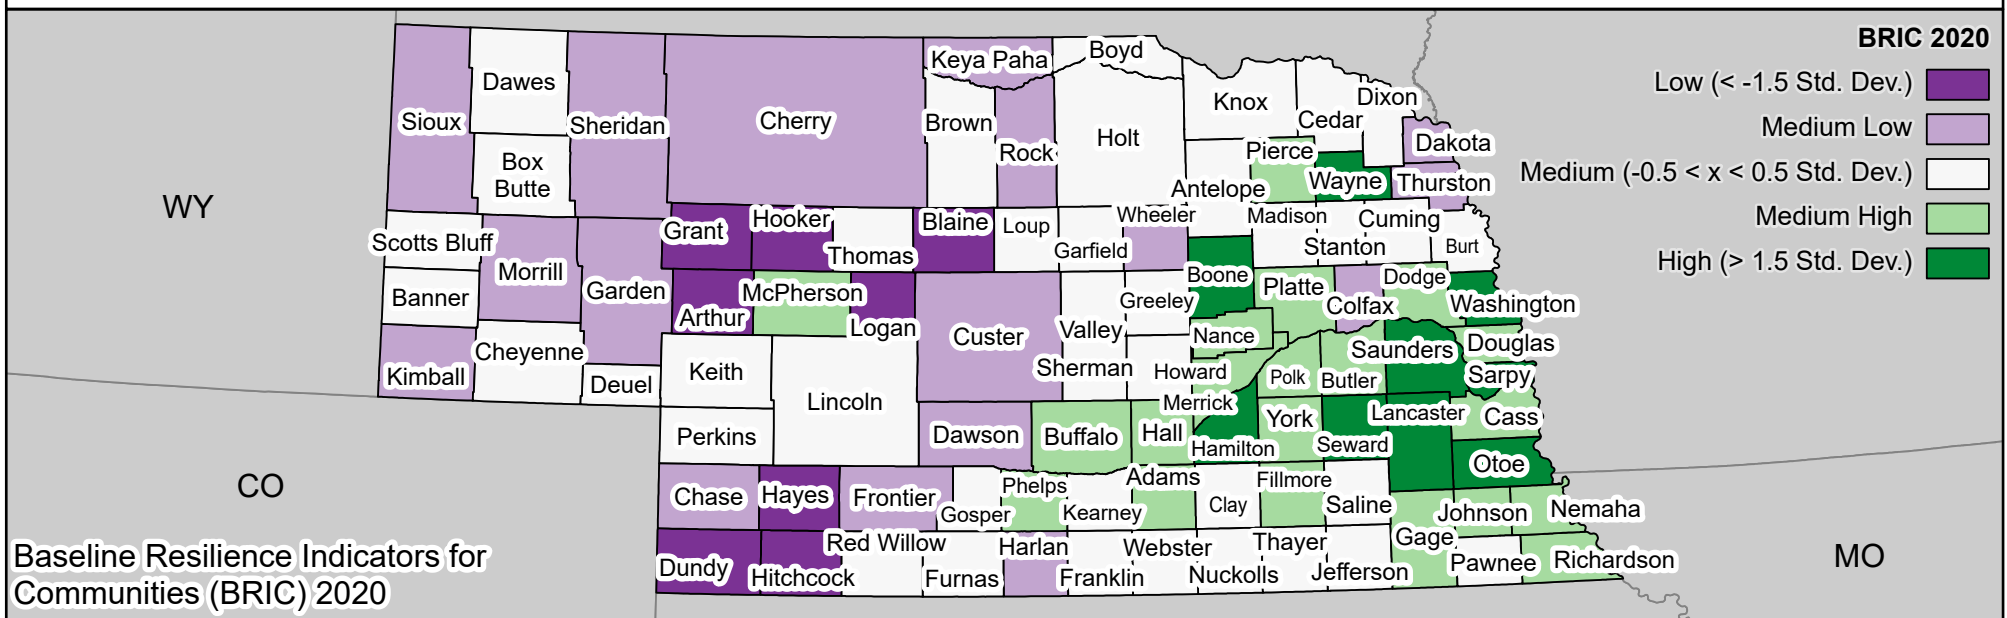 BRIC 2020
Low (< -1.5 Std. Dev.)
Medium Low
Medium (-0.5 < x < 0.5 Std. Dev.)
Medium High
High (> 1.5 Std. Dev.)
WY
CO
MO
Keya Paha
Boyd
Dawes
Sioux
Sheridan
Cherry
Brown
Rock
Holt
Knox
Cedar
Dixon
Dakota
Box
Butte
Pierce
Wayne
Thurston
Antelope
Scotts Bluff
Morrill
Garden
Grant
Hooker
Thomas
Blaine
Loup
Garfield
Wheeler
Madison
Stanton
Cuming
Burt
Banner
Arthur
McPherson
Logan
Custer
Valley
Greeley
Boone
Platte
Colfax
Dodge
Washington
Nance
Kimball
Cheyenne
Deuel
Keith
Lincoln
Sherman
Howard
Merrick
Polk
Butler
Saunders
Douglas
Sarpy
Perkins
Dawson
Buffalo
Hall
Hamilton
York
Seward
Lancaster
Cass
Otoe
Chase
Hayes
Frontier
Gosper
Phelps
Kearney
Adams
Clay
Fillmore
Saline
Johnson
Nemaha
Gage
Dundy
Hitchcock
Red Willow
Furnas
Harlan
Franklin
Webster
Nuckolls
Thayer
Jefferson
Pawnee
Richardson
Baseline Resilience Indicators for
Communities (BRIC) 2020